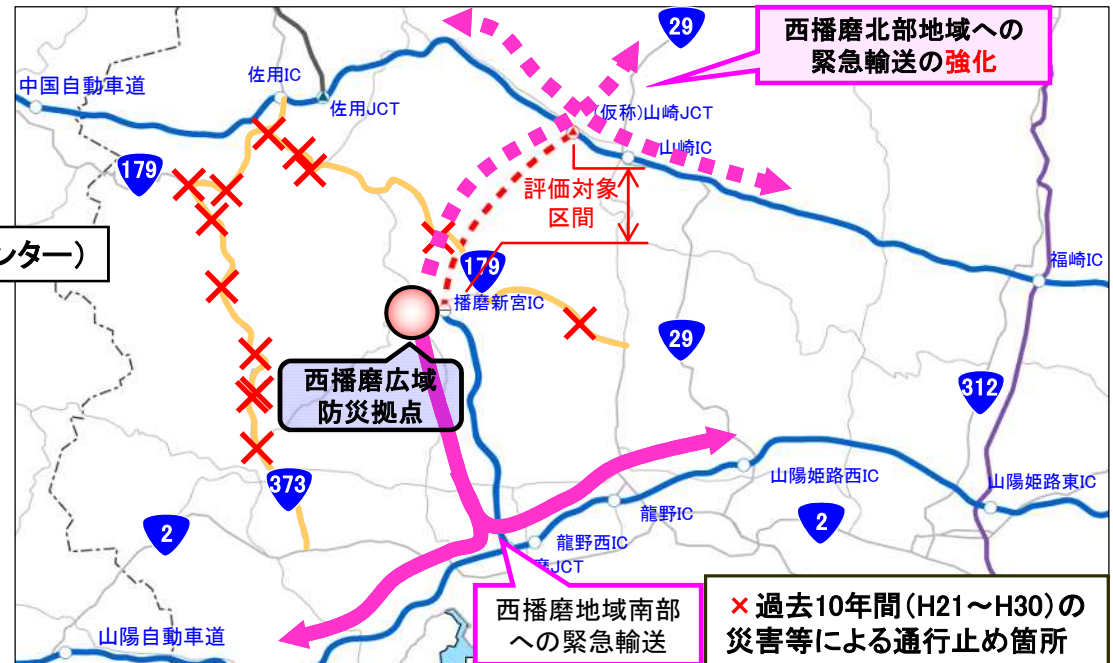 29
西播磨北部地域への
緊急輸送の強化
中国自動車道
佐用IC
佐用JCT
(仮称)山崎JCT
山崎IC
179
評価対象
区間
ンター）
179
福崎IC
播磨新宮IC
29
西播磨広域
防災拠点
312
373
山陽姫路西IC
山陽姫路東IC
2
龍野IC
2
龍野西IC
磨JCT
西播磨地域南部
への緊急輸送
×過去10年間(H21～H30)の
災害等による通行止め箇所
山陽自動車道